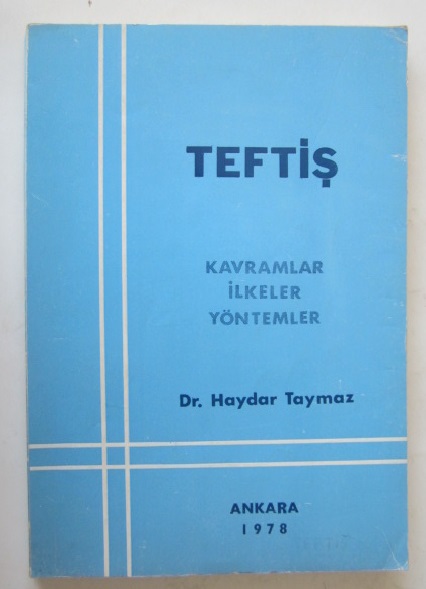 TEFTİŞ
KAVRAMLAR
İLKELER
YÖNTEMLER
Dr. Haydar Taymaz
ANKARA
1978